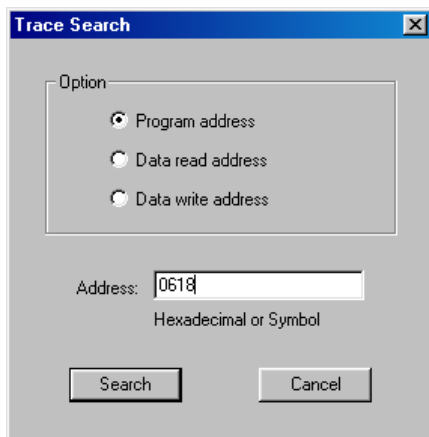 Trace Search
Option
Program address
Data read address
Data write address
Address: 0618
Hexadecimal or Symbol
Search Cancel